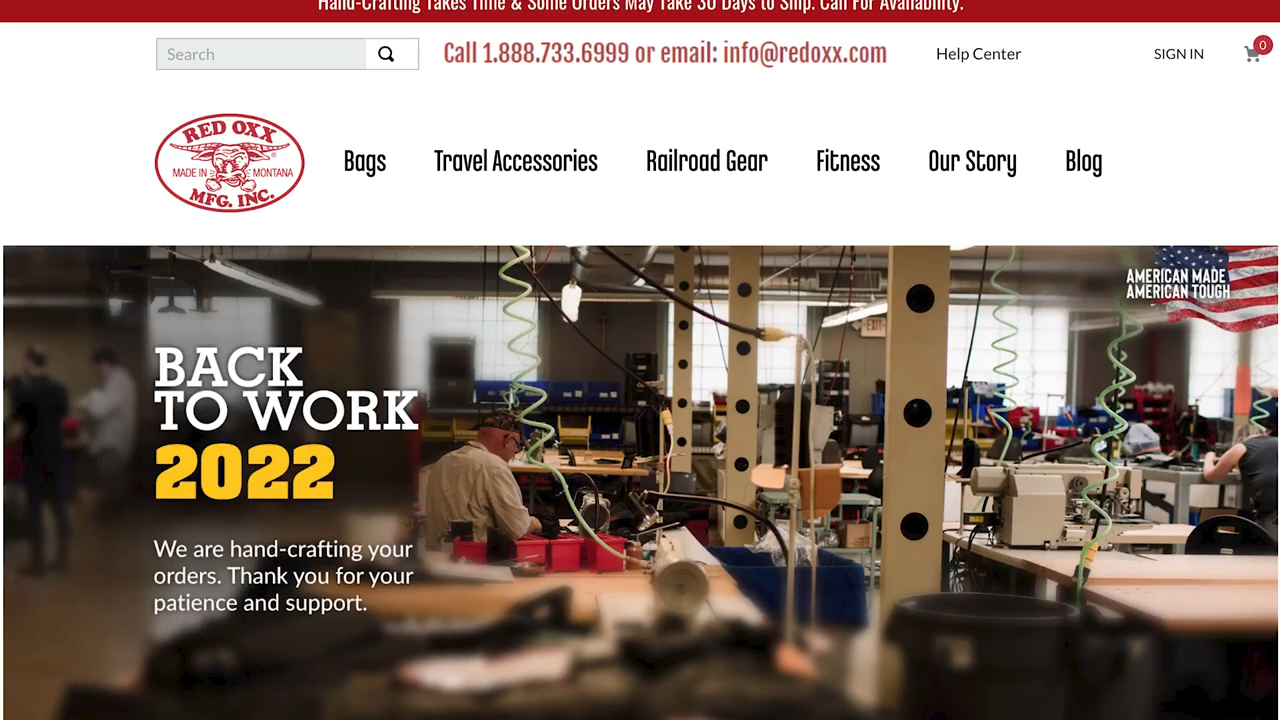 Hand-Crafting Takes Time & Some Orders May Take 30 Days to Ship. Call For Availability.
Search
Call 1.888.733.6999 or email: info@redoxx.com
Help Center
SIGN IN
0
RED OXX
MADE IN MONTANA
MFG. INC.
Bags
Travel Accessories
Railroad Gear
Fitness
Our Story
Blog
AMERICAN MADE
AMERICAN TOUGH
EXIT
BACK
TO WORK
2022
We are hand-crafting your
orders. Thank you for your
patience and support.